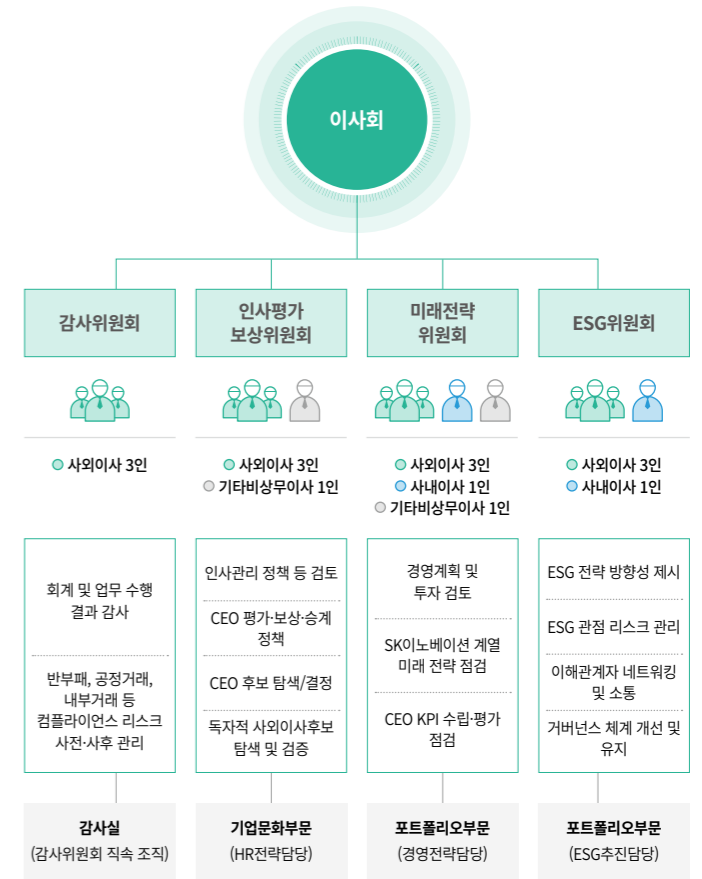 이사회
감사위원회
인사평가
보상위원회
미래전략
위원회
ESG위원회
사외이사 3인
사외이사 3인
기타비상무이사 1인
사외이사 3인
사내이사 1인
기타비상무이사 1인
사외이사 3인
사내이사 1인
회계 및 업무 수행
결과 감사
반부패, 공정거래,
내부거래 등
컴플라이언스 리스크
사전·사후 관리
인사관리 정책 등 검토
CEO 평가·보상·승계
정책
CEO 후보 탐색/결정
독자적 사외이사후보
탐색 및 검증
경영계획 및
투자 검토
SK이노베이션 계열
미래 전략 점검
CEO KPI 수립·평가
점검
ESG 전략 방향성 제시
ESG 관점 리스크 관리
이해관계자 네트워킹
및 소통
거버넌스 체계 개선 및
유지
감사실
(감사위원회 직속 조직)
기업문화부문
(HR전략담당)
포트폴리오부문
(경영전략담당)
포트폴리오부문
(ESG추진담당)